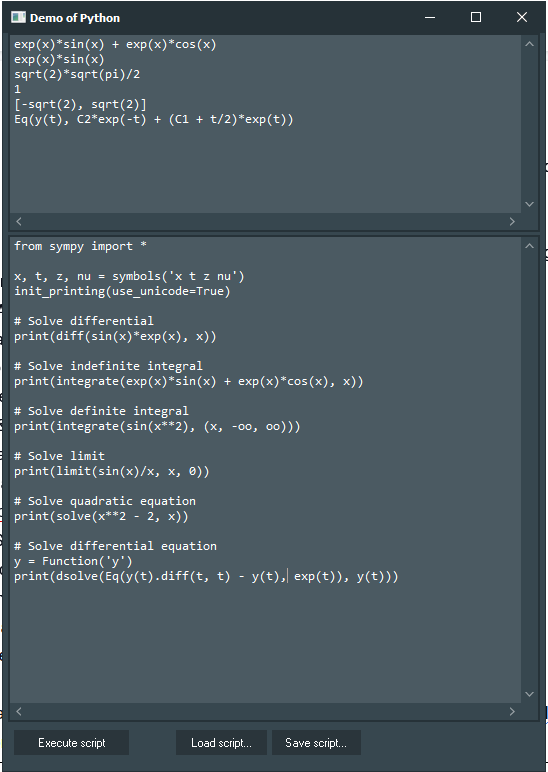 Demo of Python
exp(x)*sin(x) + exp(x)*cos(x)
exp(x)*sin(x)
sqrt(2)*sqrt(pi)/2
1
[-sqrt(2), sqrt(2)]
Eq(y(t), C2*exp(-t) + (C1 + t/2)*exp(t))
from sympy import *
x, t, z, nu = symbols('x t z nu')
init_printing(use_unicode=True)
# Solve differential
print(diff(sin(x)*exp(x), x))
# Solve indefinite integral
print(integrate(exp(x)*sin(x) + exp(x)*cos(x), x))
# Solve definite integral
print(integrate(sin(x**2), (x, -oo, oo)))
# Solve limit
print(limit(sin(x)/x, x, 0))
# Solve quadratic equation
print(solve(x**2 - 2, x))
# Solve differential equation
y = Function('y')
print(dsolve(Eq(y(t).diff(t, t) - y(t), exp(t)), y(t)))
Execute script
Load script...
Save script...